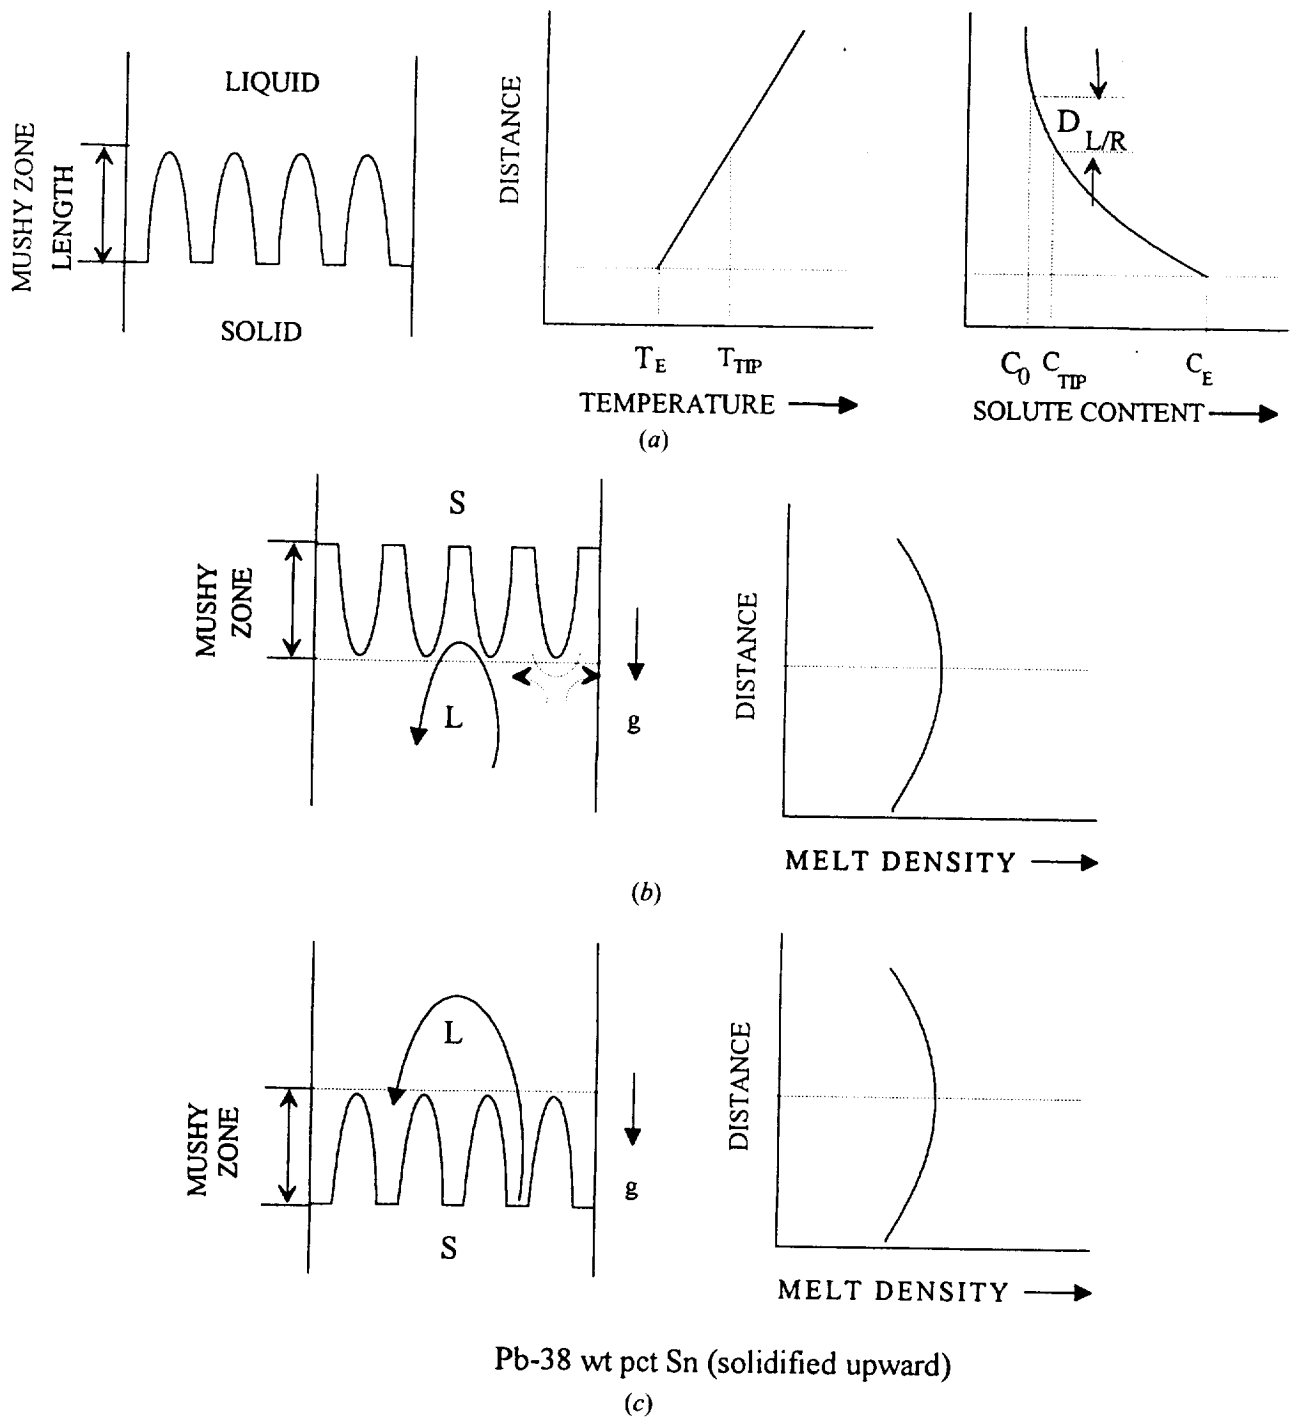 LIQUID
MUSHY ZONE
LENGTH
SOLID
DISTANCE
T_E T_TIP
TEMPERATURE
D_L/R
C_0 C_TIP C_E
SOLUTE CONTENT
(a)
S
MUSHY
ZONE
L
g
DISTANCE
MELT DENSITY
(b)
L
MUSHY
ZONE
g
S
DISTANCE
MELT DENSITY
Pb-38 wt pct Sn (solidified upward)
(c)